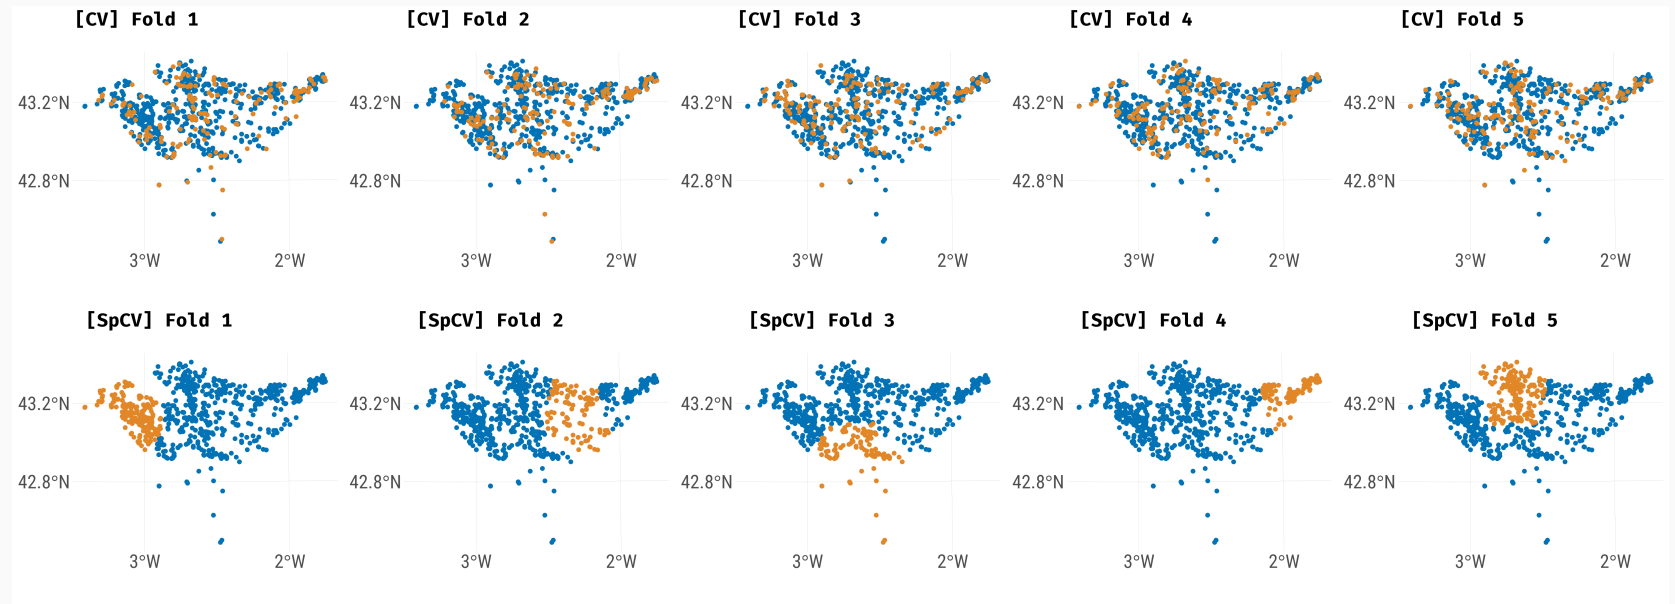 [CV] Fold 1 [CV] Fold 2 [CV] Fold 3 [CV] Fold 4 [CV] Fold 5
43.2°N 43.2°N 43.2°N 43.2°N 43.2°N
42.8°N 42.8°N 42.8°N 42.8°N 42.8°N
3°W 2°W 3°W 2°W 3°W 2°W 3°W 2°W 3°W 2°W
[SpCV] Fold 1 [SpCV] Fold 2 [SpCV] Fold 3 [SpCV] Fold 4 [SpCV] Fold 5
43.2°N 43.2°N 43.2°N 43.2°N 43.2°N
42.8°N 42.8°N 42.8°N 42.8°N 42.8°N
3°W 2°W 3°W 2°W 3°W 2°W 3°W 2°W 3°W 2°W